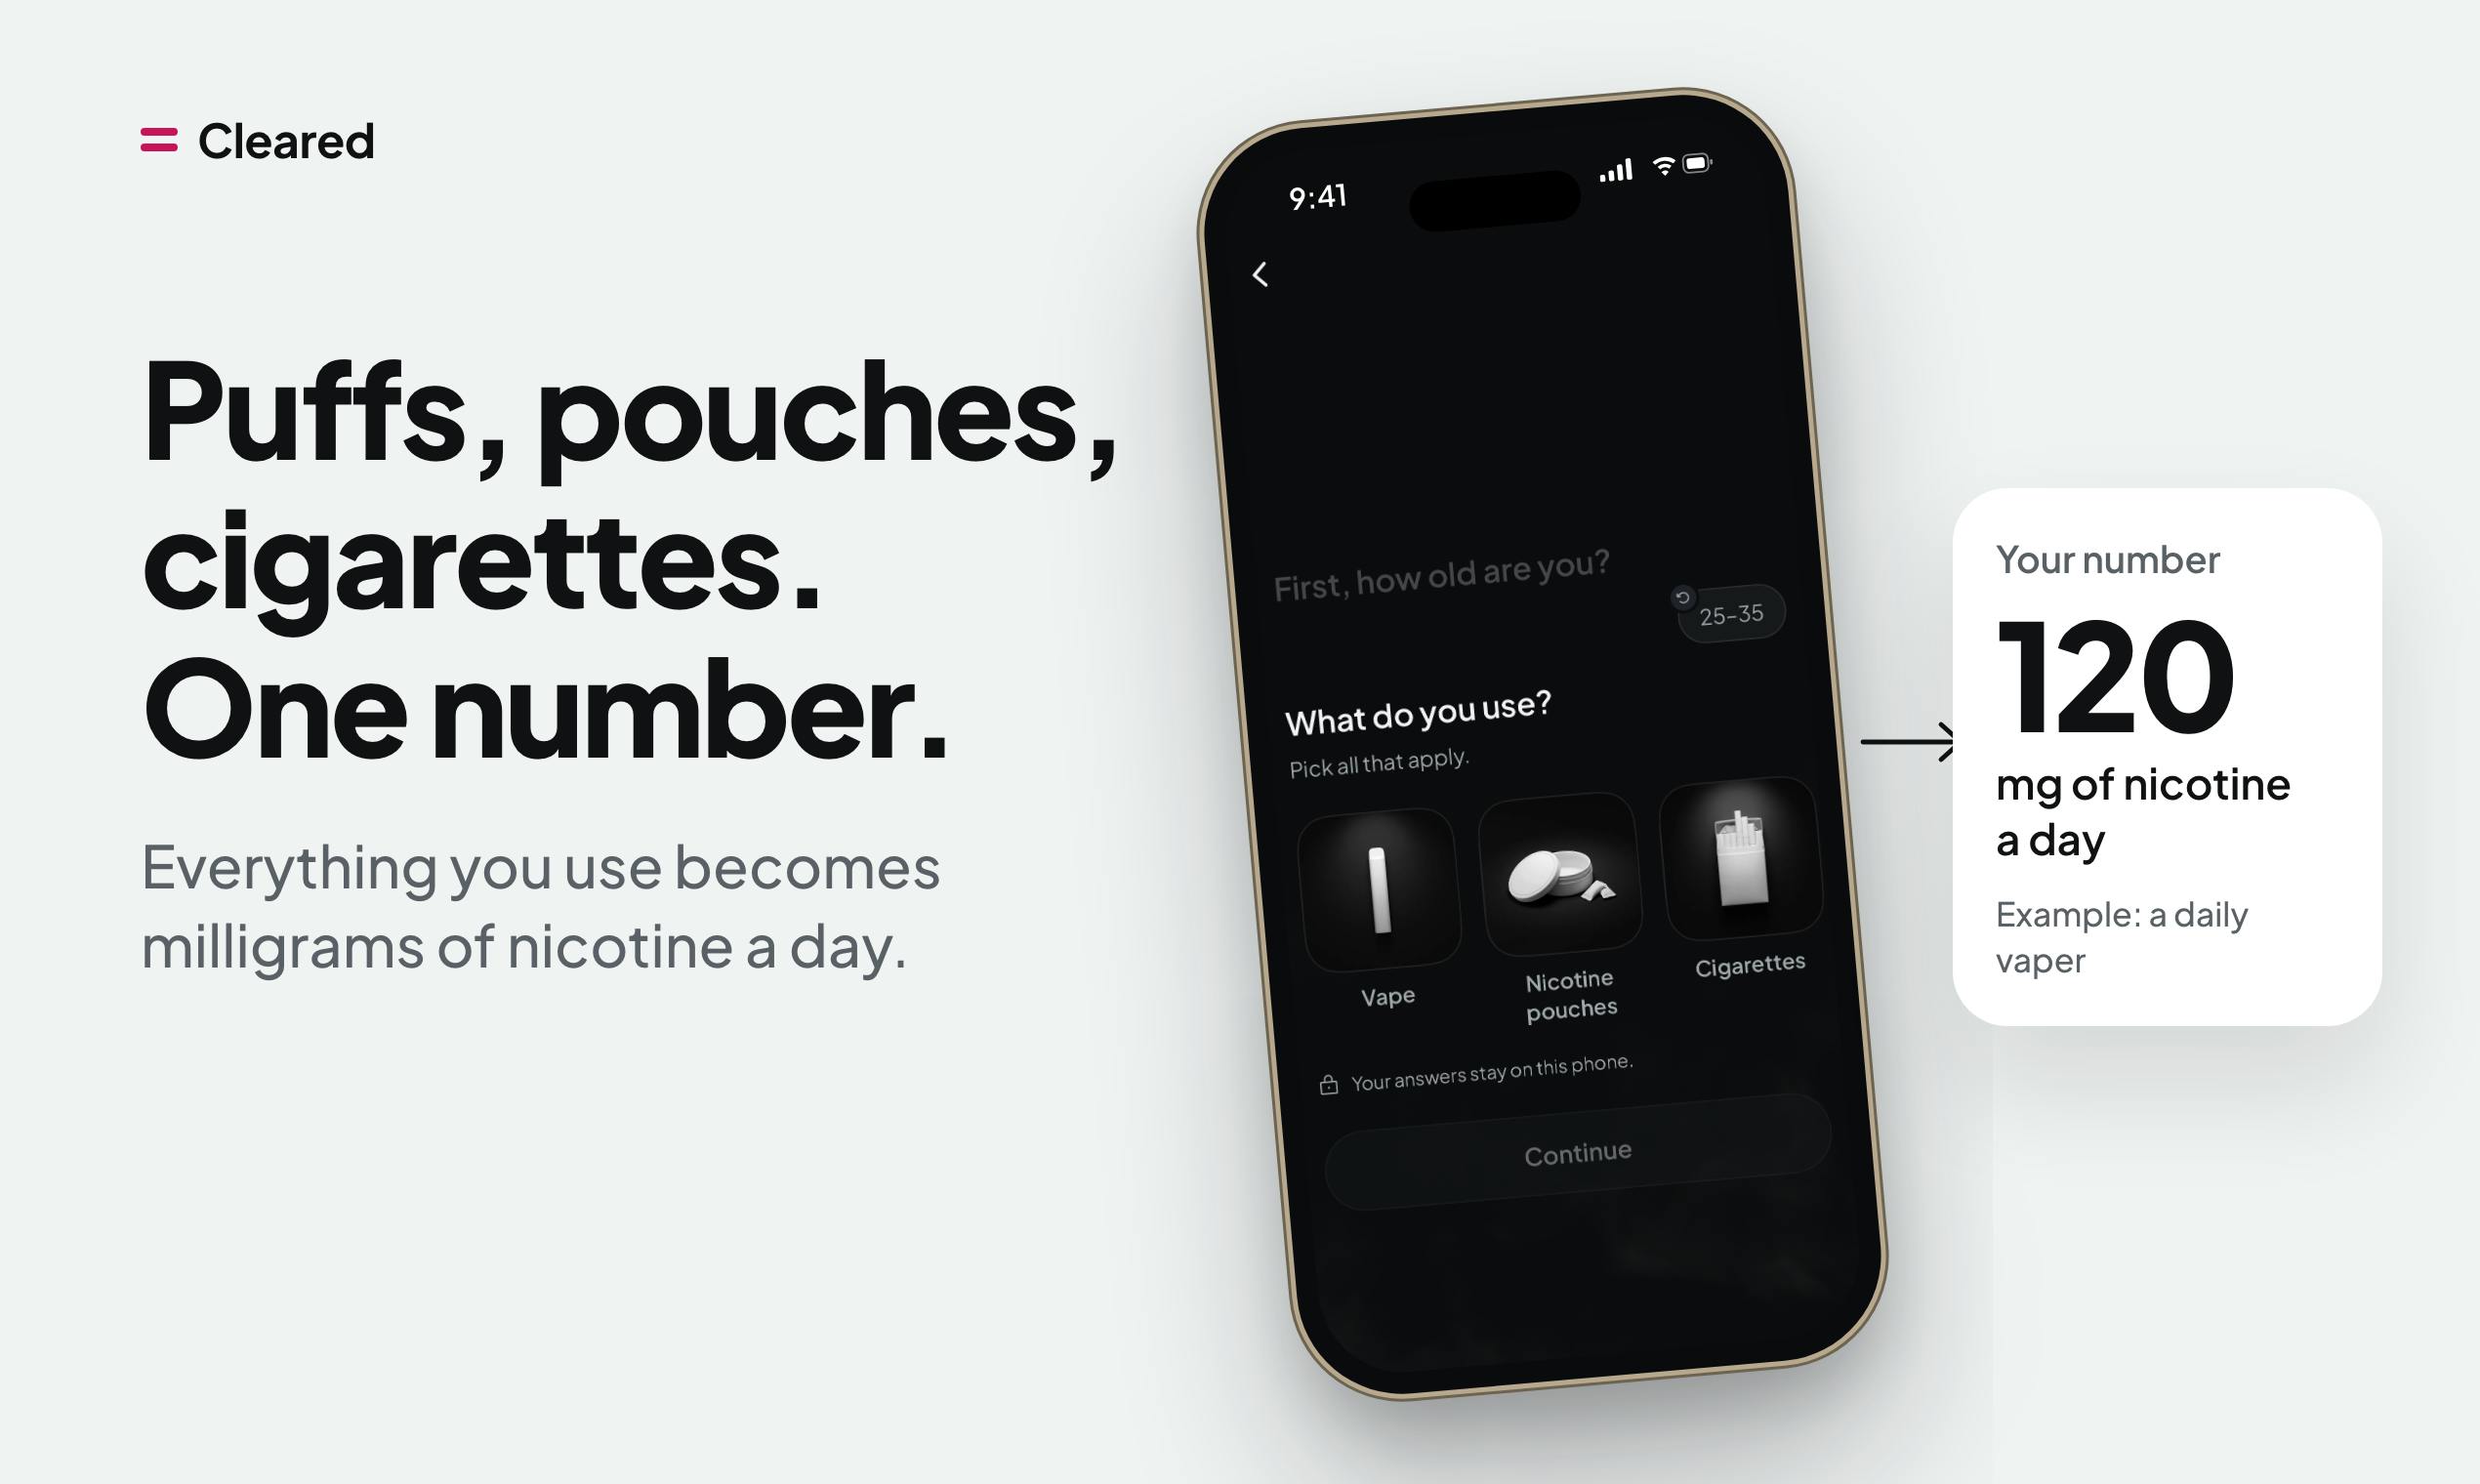 Cleared
Puffs, pouches,
cigarettes.
One number.
Everything you use becomes
milligrams of nicotine a day.
9:41
First, how old are you?
25–35
What do you use?
Pick all that apply.
Vape
Nicotine
pouches
Cigarettes
Your answers stay on this phone.
Continue
Your number
120
mg of nicotine
a day
Example: a daily
vaper